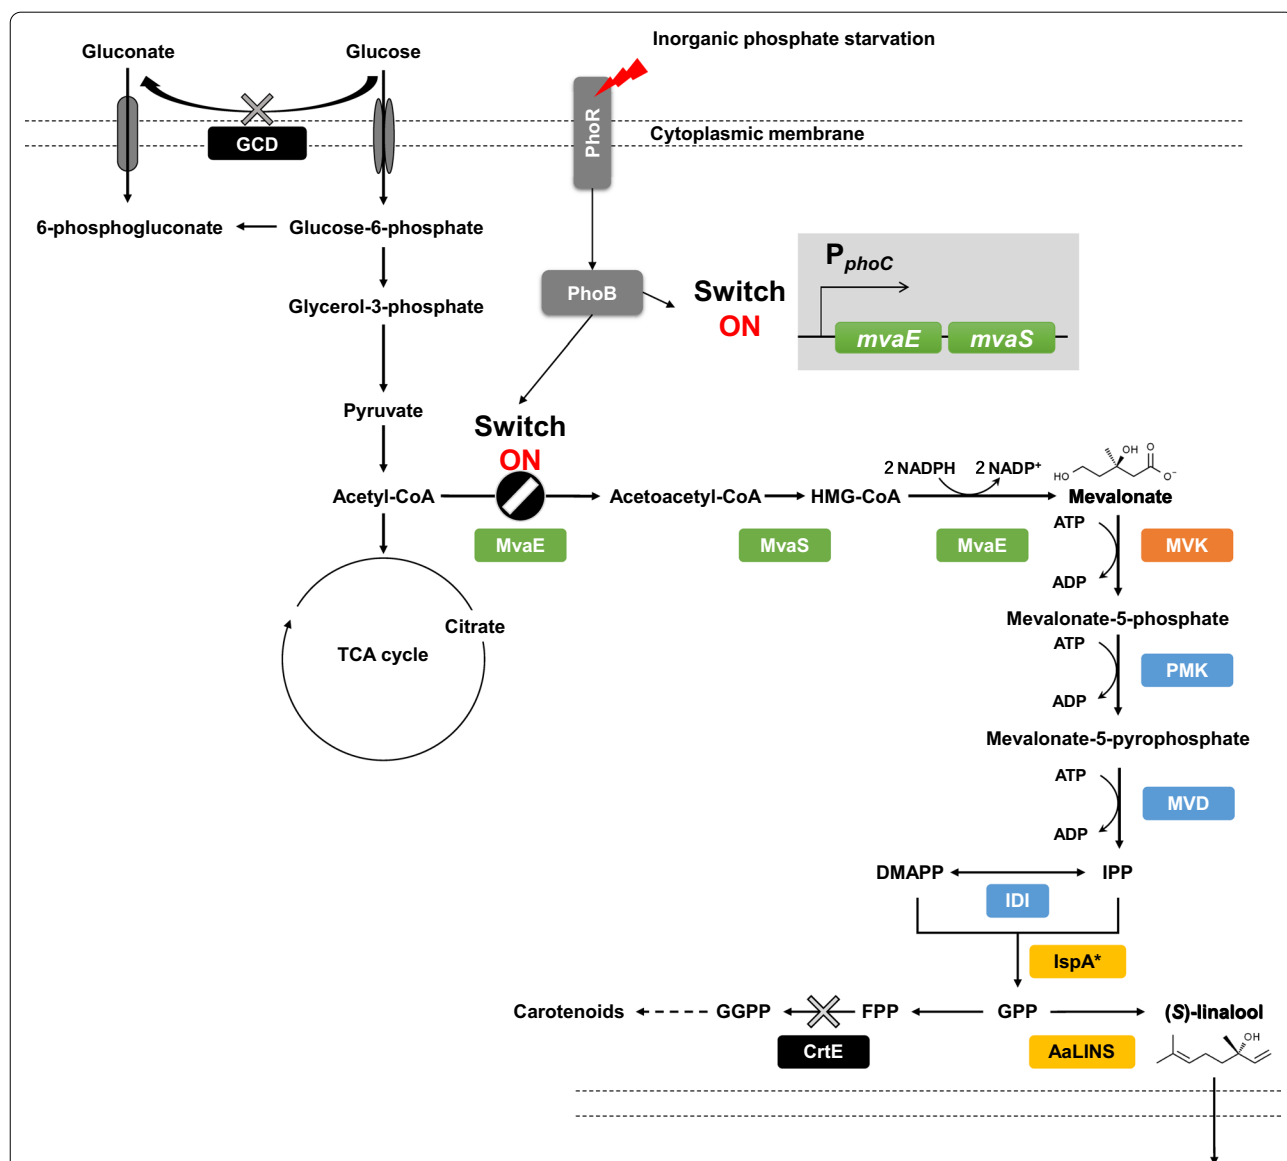 Inorganic phosphate starvation
Gluconate
Glucose
PhoR
Cytoplasmic membrane
GCD
6-phosphogluconate
Glucose-6-phosphate
PphoC
PhoB
Switch
ON
Glycerol-3-phosphate
mvaE
mvaS
Pyruvate
Switch
ON
OH
O
HO
O⁻
2 NADPH
2 NADP⁺
Acetyl-CoA
Acetoacetyl-CoA
HMG-CoA
Mevalonate
MvaE
MvaS
MvaE
ATP
MVK
ADP
Mevalonate-5-phosphate
Citrate
TCA cycle
ATP
PMK
ADP
Mevalonate-5-pyrophosphate
ATP
MVD
ADP
DMAPP
IPP
IDI
IspA*
Carotenoids
GGPP
FPP
GPP
(S)-linalool
CrtE
AaLINS
OH